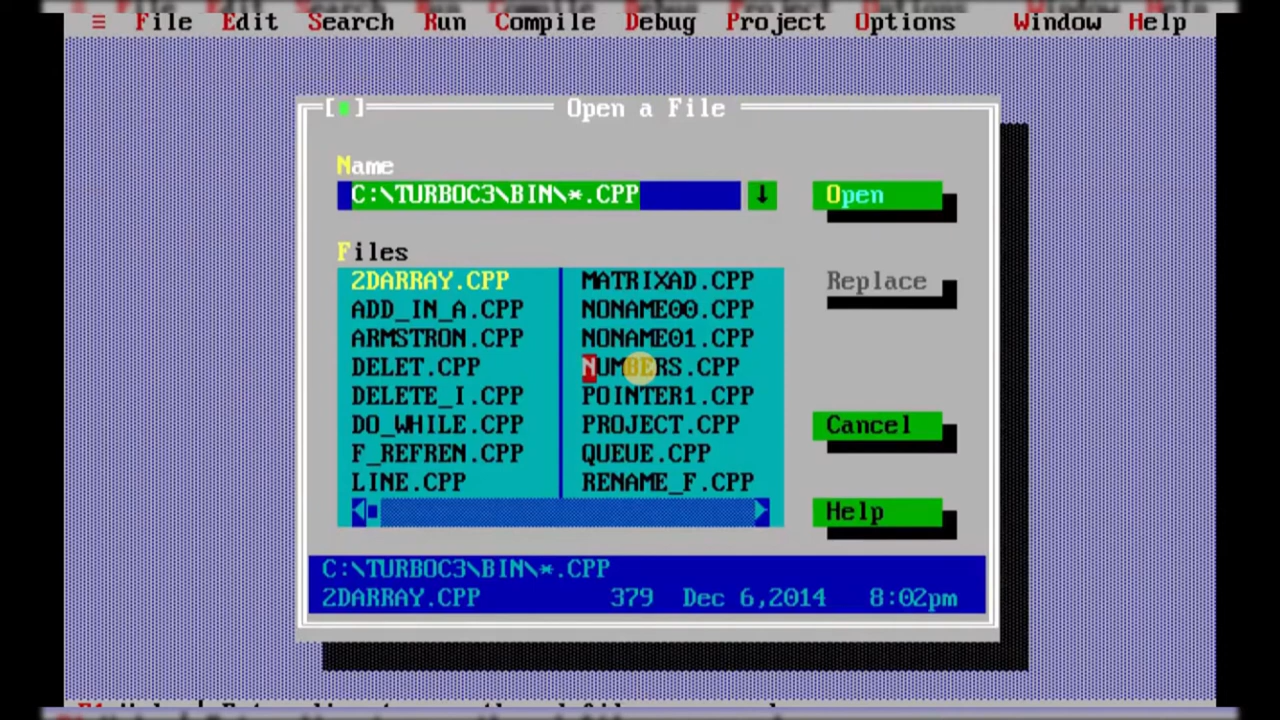 ≡ File Edit Search Run Compile Debug Project Options Window Help
[■] Open a File
Name
C:\TURBOC3\BIN\*.CPP ↓ Open
Files
2DARRAY.CPP MATRIXAD.CPP Replace
ADD_IN_A.CPP NONAME00.CPP
ARMSTRON.CPP NONAME01.CPP
DELET.CPP NUMBERS.CPP
DELETE_I.CPP POINTER1.CPP
DO_WHILE.CPP PROJECT.CPP Cancel
F_REFREN.CPP QUEUE.CPP
LINE.CPP RENAME_F.CPP
Help
C:\TURBOC3\BIN\*.CPP
2DARRAY.CPP 379 Dec 6,2014 8:02pm